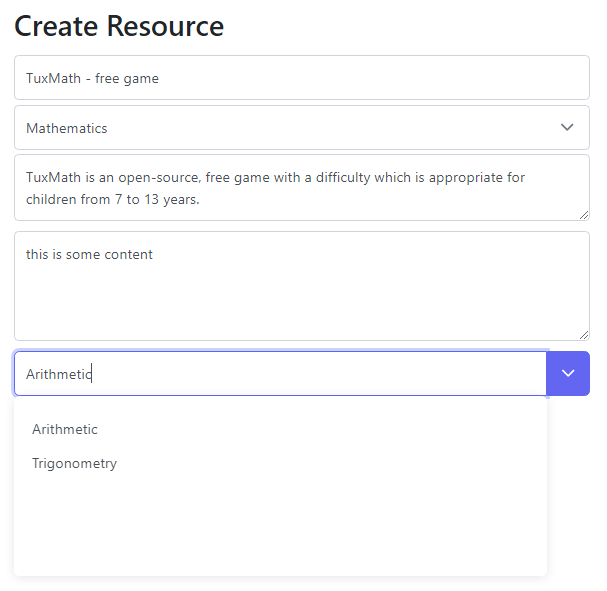 Create Resource
TuxMath - free game
Mathematics
TuxMath is an open-source, free game with a difficulty which is appropriate for
children from 7 to 13 years.
this is some content
Arithmetic
Arithmetic
Trigonometry